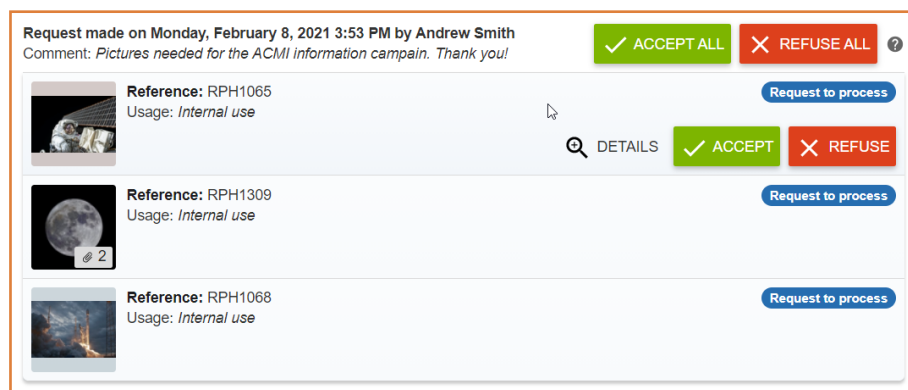 Request made on Monday, February 8, 2021 3:53 PM by Andrew Smith
Comment: Pictures needed for the ACMI information campain. Thank you!
ACCEPT ALL
REFUSE ALL
?
Reference: RPH1065
Usage: Internal use
Request to process
DETAILS
ACCEPT
REFUSE
Reference: RPH1309
Usage: Internal use
Request to process
2
Reference: RPH1068
Usage: Internal use
Request to process